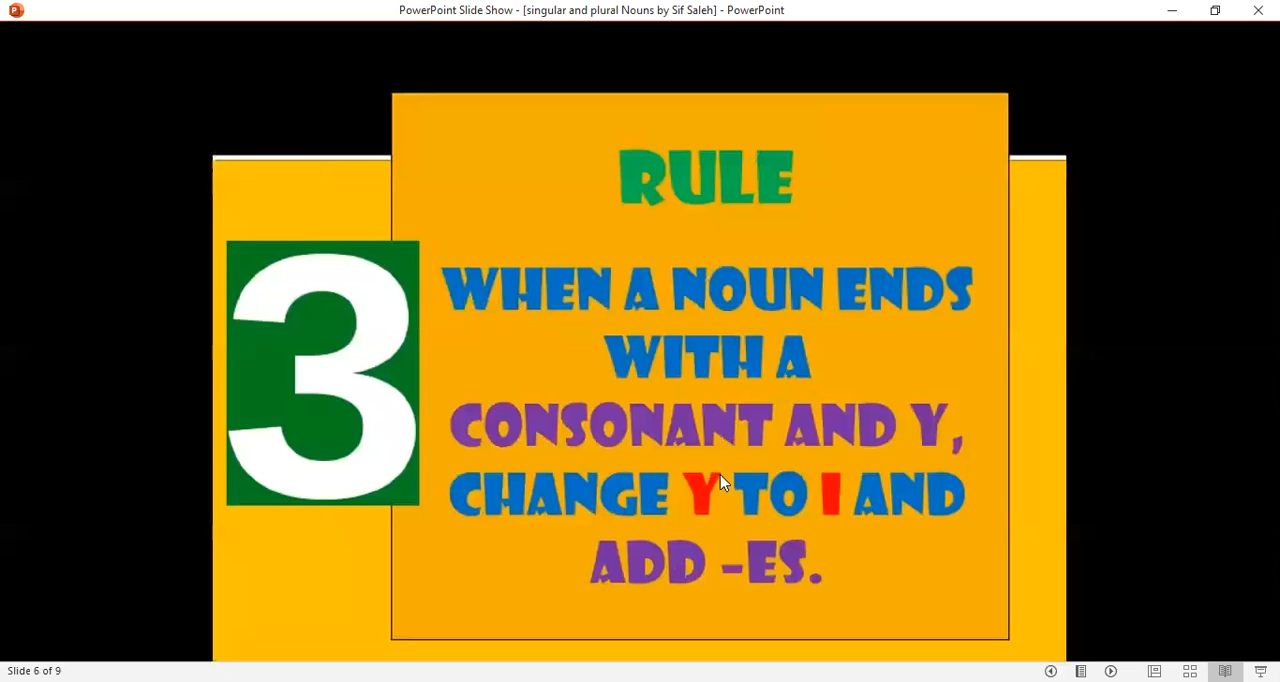 PowerPoint Slide Show - [singular and plural Nouns by Sif Saleh] - PowerPoint
RULE
3
WHEN A NOUN ENDS
WITH A
CONSONANT AND Y,
CHANGE Y TO I AND
ADD –ES.
Slide 6 of 9